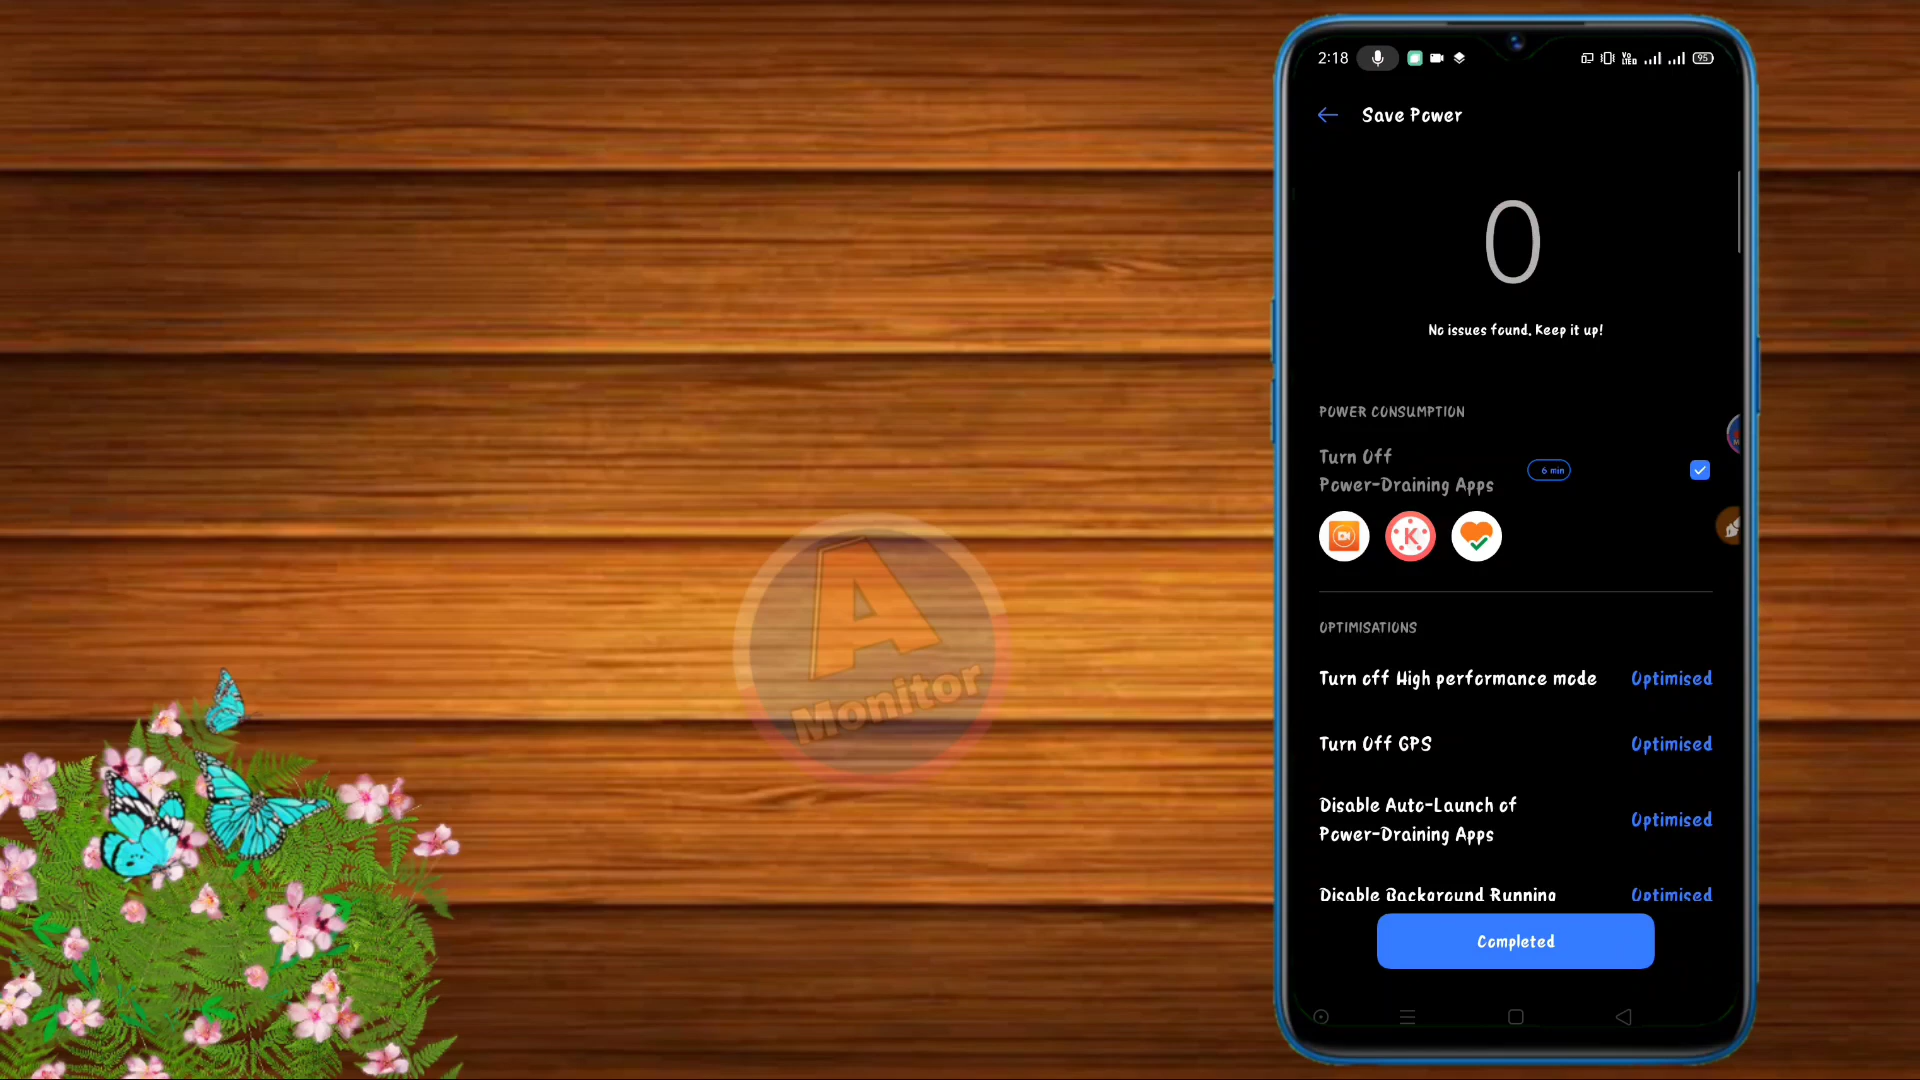 2:18
95
Save Power
0
No issues found. Keep it up!
POWER CONSUMPTION
Turn Off
Power-Draining Apps
6 min
K
OPTIMISATIONS
Turn off High performance mode Optimised
Turn Off GPS Optimised
Disable Auto-Launch of
Power-Draining Apps
Optimised
Disable Background Running Optimised
Completed
A
Monitor